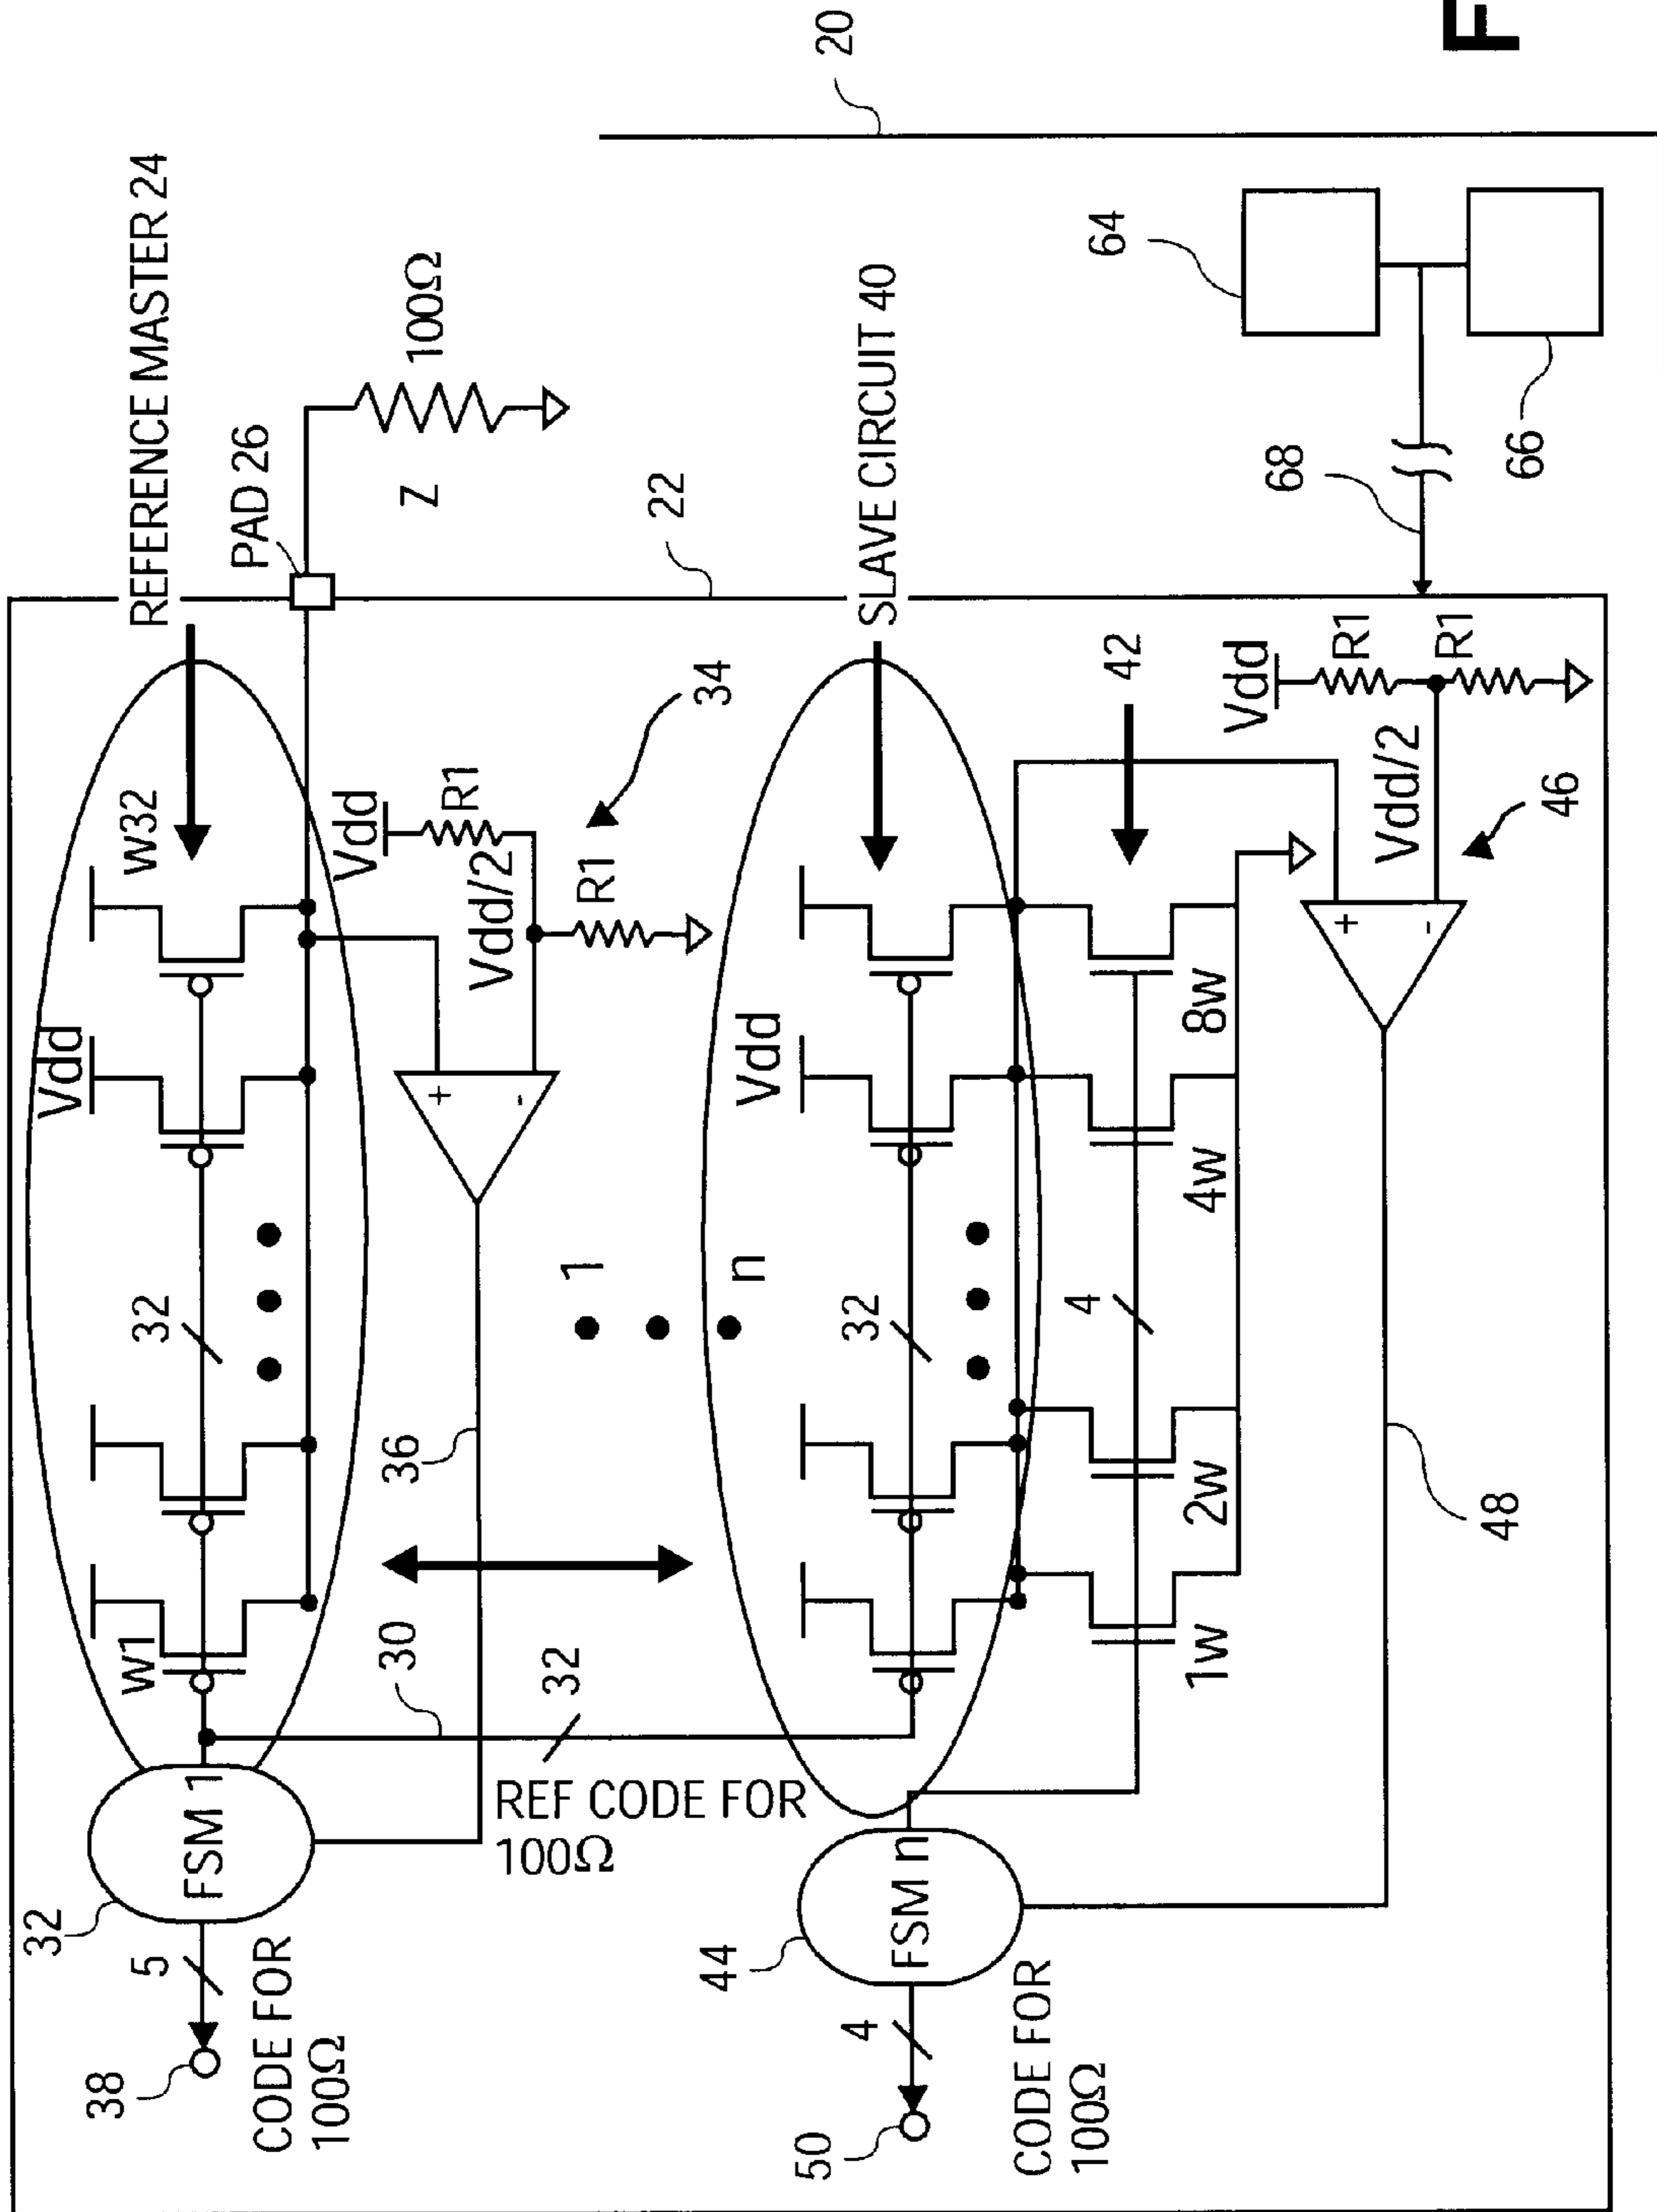 REFERENCE MASTER 24
PAD 26
Z
100Ω
20
22
32
FSM 1
5
38
CODE FOR
100Ω
w1
32
Vdd
w32
30
32
REF CODE FOR
100Ω
36
+
-
Vdd/2
Vdd
R1
R1
34
1
n
SLAVE CIRCUIT 40
44
FSM n
4
50
CODE FOR
100Ω
32
Vdd
4
1w
2w
4w
8w
42
48
+
-
Vdd/2
Vdd
R1
R1
46
64
66
68
F